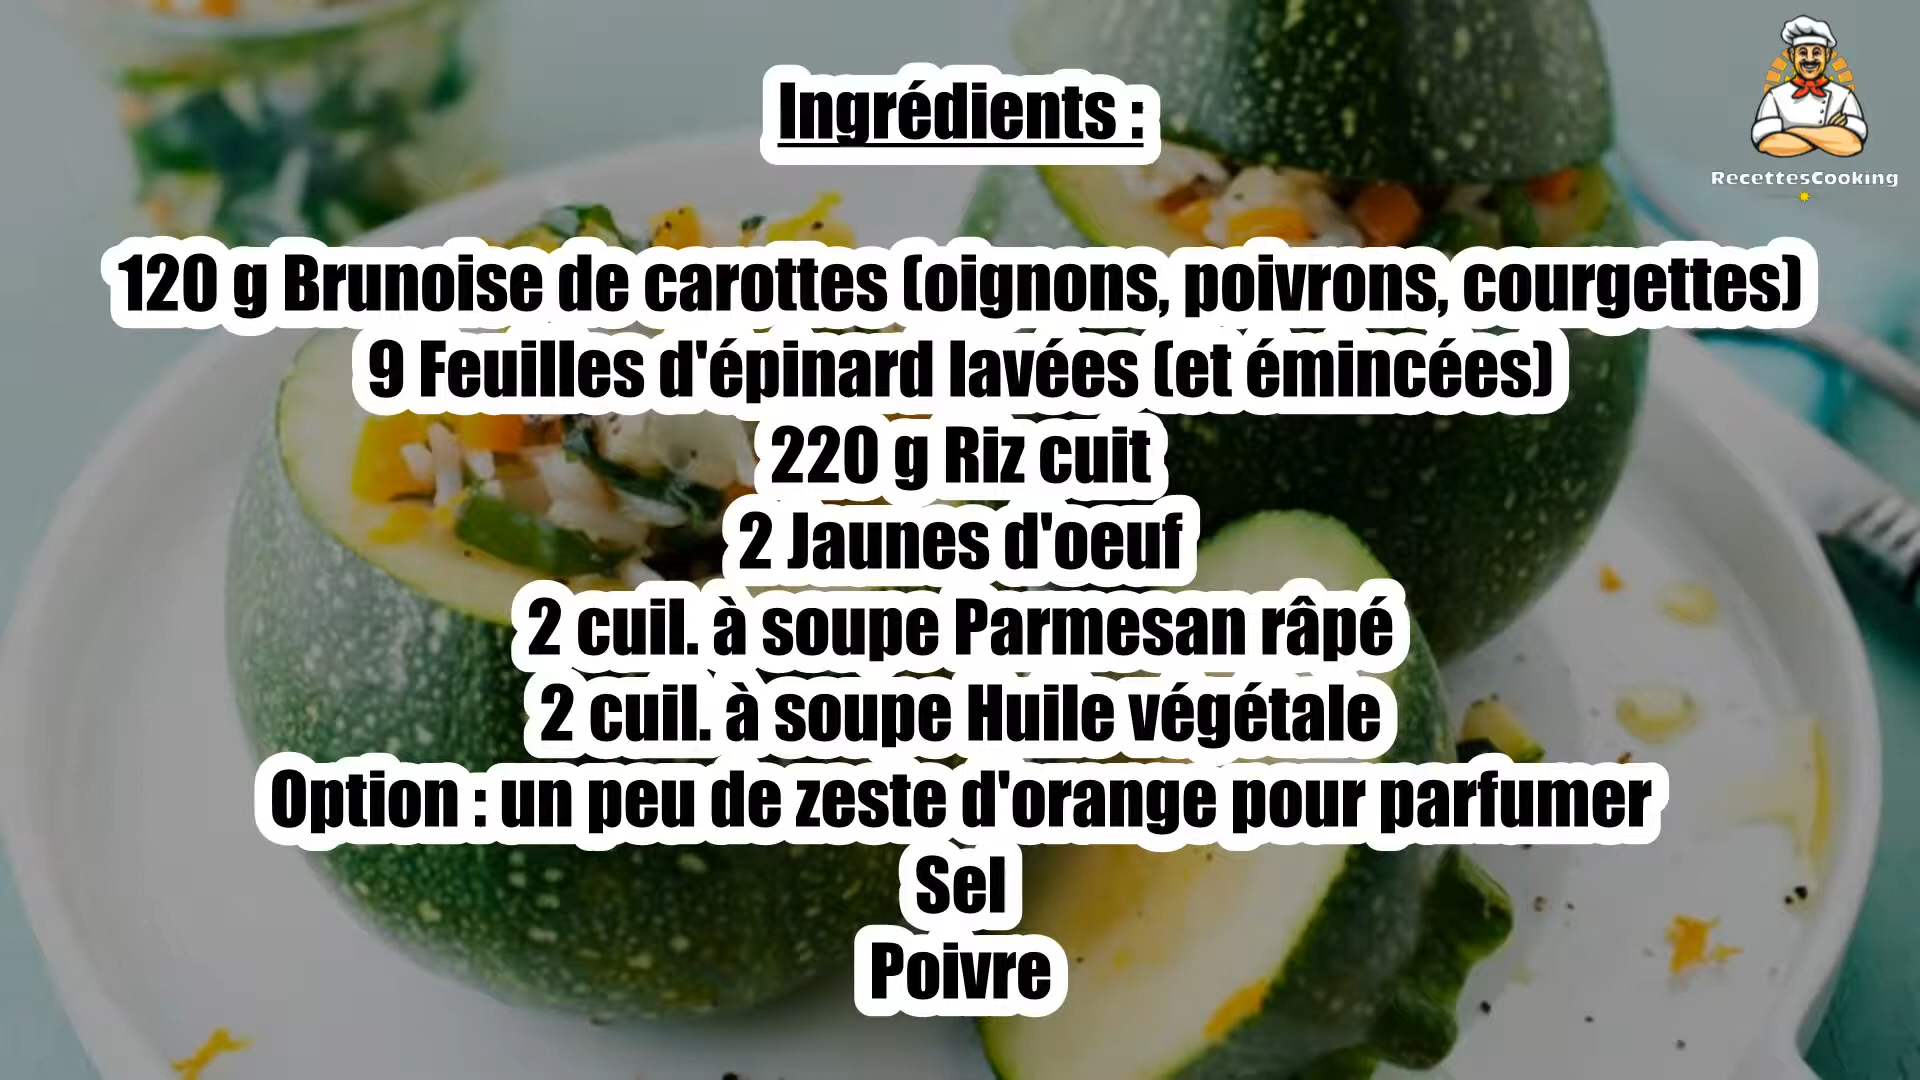 Ingrédients :
RecettesCooking
120 g Brunoise de carottes (oignons, poivrons, courgettes)
9 Feuilles d'épinard lavées (et émincées)
220 g Riz cuit
2 Jaunes d'oeuf
2 cuil. à soupe Parmesan râpé
2 cuil. à soupe Huile végétale
Option : un peu de zeste d'orange pour parfumer
Sel
Poivre